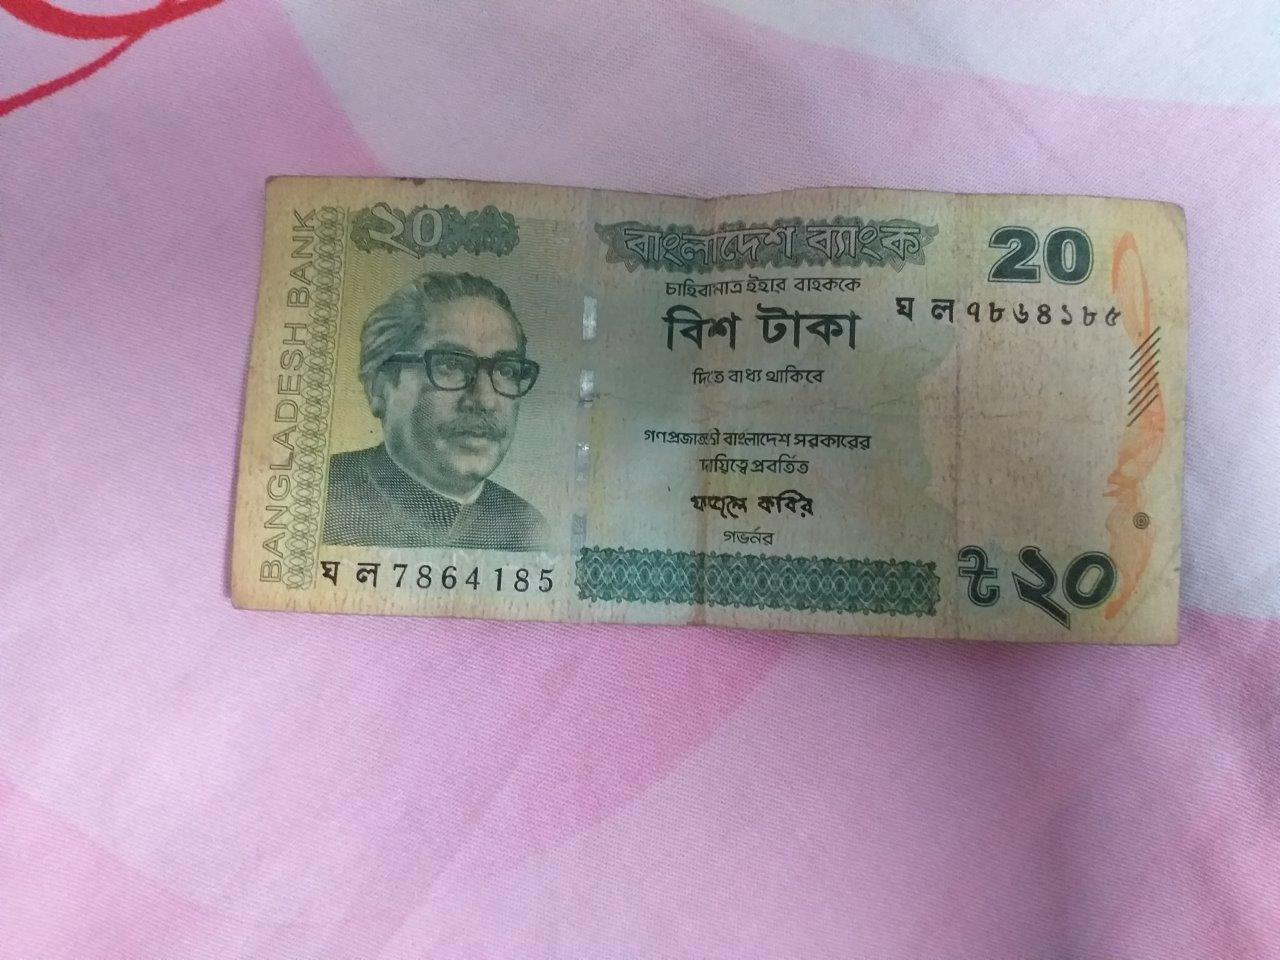 BANGLADESH BANK
২০
বাংলাদেশ ব্যাংক
20
চাহিবামাত্র ইহার বাহককে
বিশ টাকা
ঘ ল ৭৮৬৪১৮৫
দিতে বাধ্য থাকিবে
গণপ্রজাতন্ত্রী বাংলাদেশ সরকারের
দায়িত্বে প্রবর্তিত
ফজলে কবির
গভর্নর
ঘ ল 7864185
৳ ২০